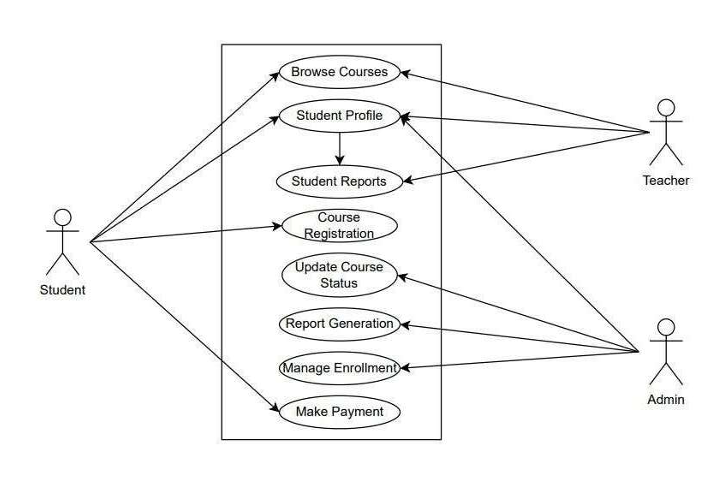 Browse Courses
Student Profile
Teacher
Student Reports
Course
Registration
Student
Update Course
Status
Report Generation
Manage Enrollment
Admin
Make Payment